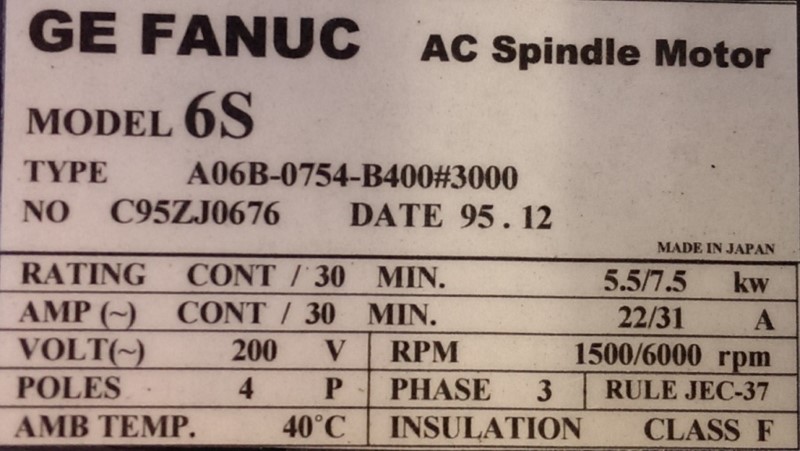 GE FANUC AC Spindle Motor
MODEL 6S
TYPE A06B-0754-B400#3000
NO C95ZJ0676 DATE 95.12
MADE IN JAPAN
RATING CONT / 30 MIN. 5.5/7.5 kw
AMP (~) CONT / 30 MIN. 22/31 A
VOLT(~) 200 V RPM 1500/6000 rpm
POLES 4 P PHASE 3 RULE JEC-37
AMB TEMP. 40°C INSULATION CLASS F